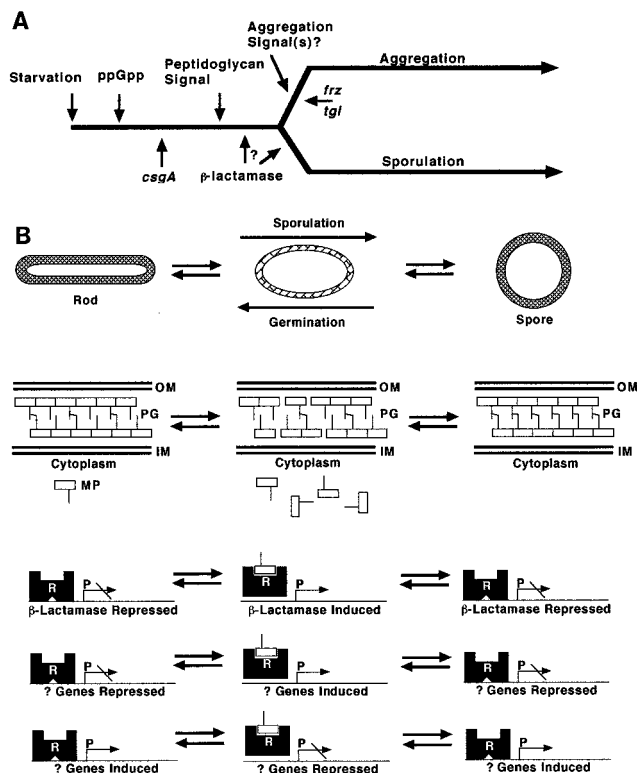 A
Aggregation
Signal(s)?
Aggregation
Peptidoglycan
Signal
Starvation
ppGpp
frz
tgl
?
csgA
β-lactamase
Sporulation
B
Sporulation
Rod
Germination
Spore
OM
OM
OM
PG
PG
PG
IM
IM
IM
Cytoplasm
Cytoplasm
Cytoplasm
MP
R P
R P
R P
β-Lactamase Repressed
β-Lactamase Induced
β-Lactamase Repressed
R P
R P
R P
? Genes Repressed
? Genes Induced
? Genes Repressed
R P
R P
R P
? Genes Induced
? Genes Repressed
? Genes Induced